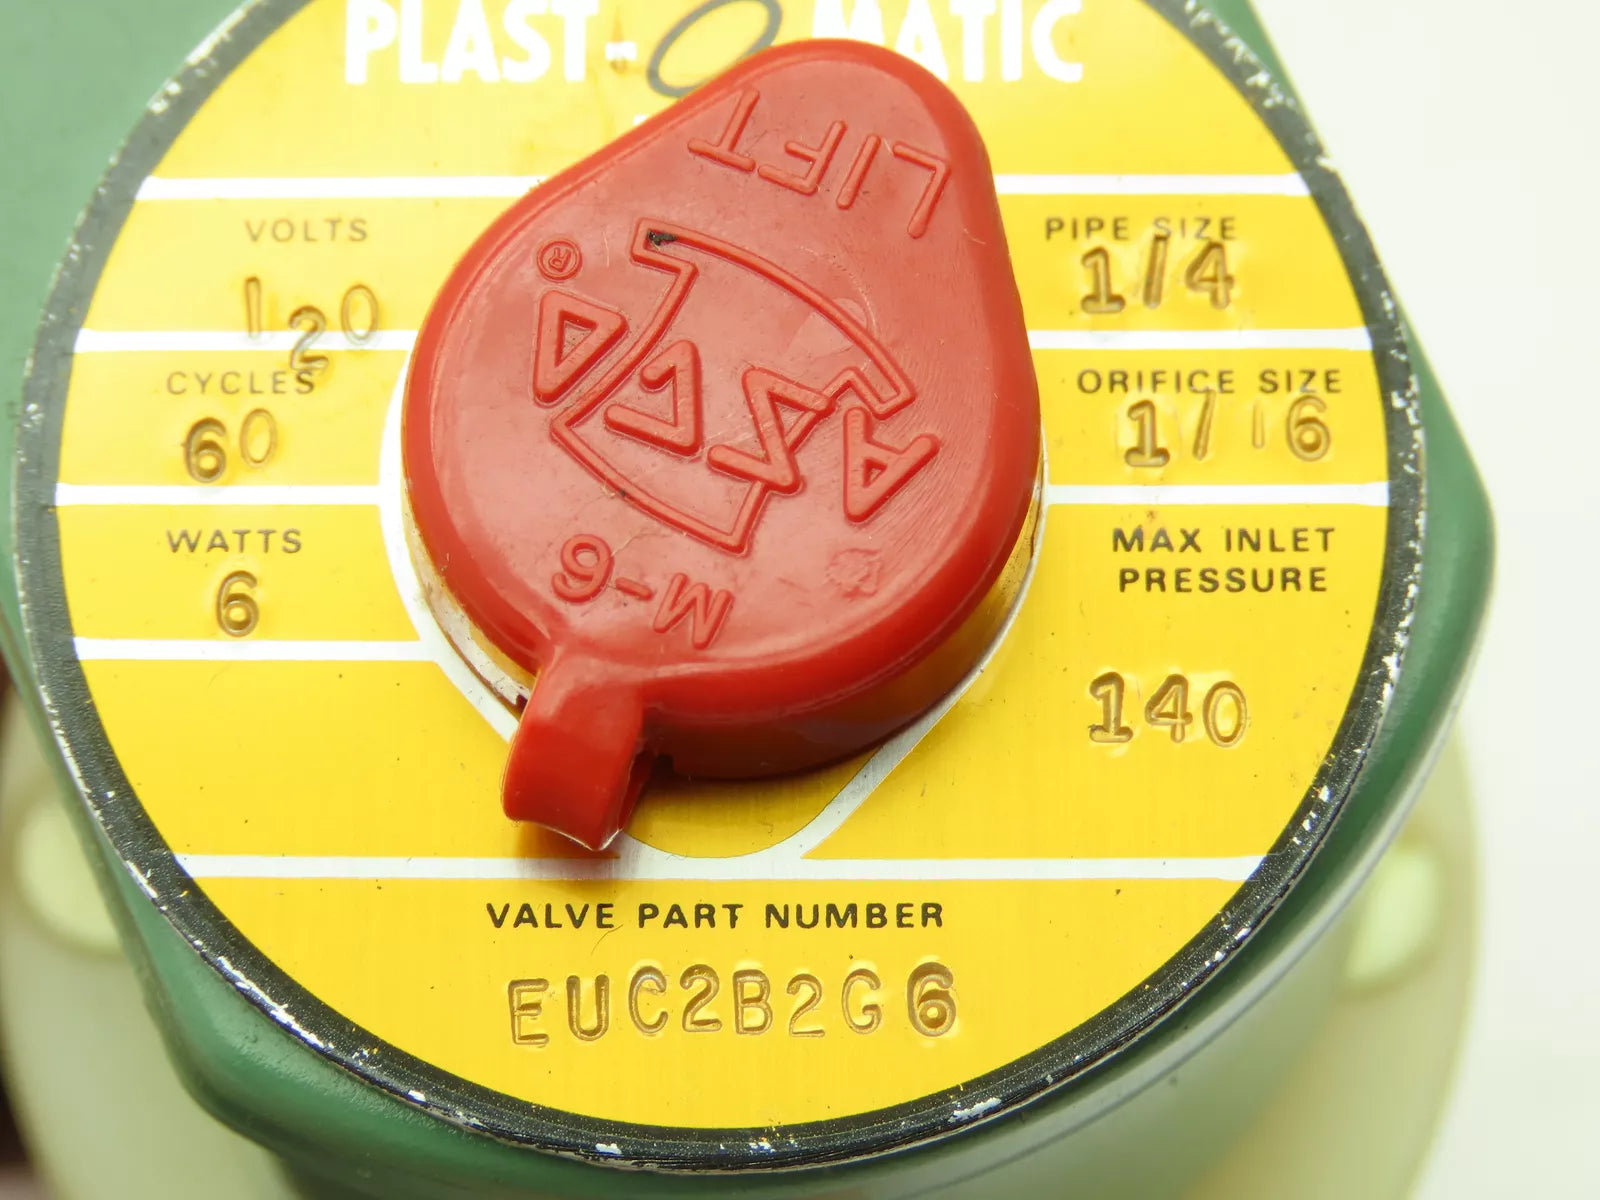 PLAST-O-MATIC
VOLTS
120
CYCLES
60
WATTS
6
LIFT
ASCO®
M-6
PIPE SIZE
1/4
ORIFICE SIZE
1/16
MAX INLET
PRESSURE
140
VALVE PART NUMBER
EUC2B2G6